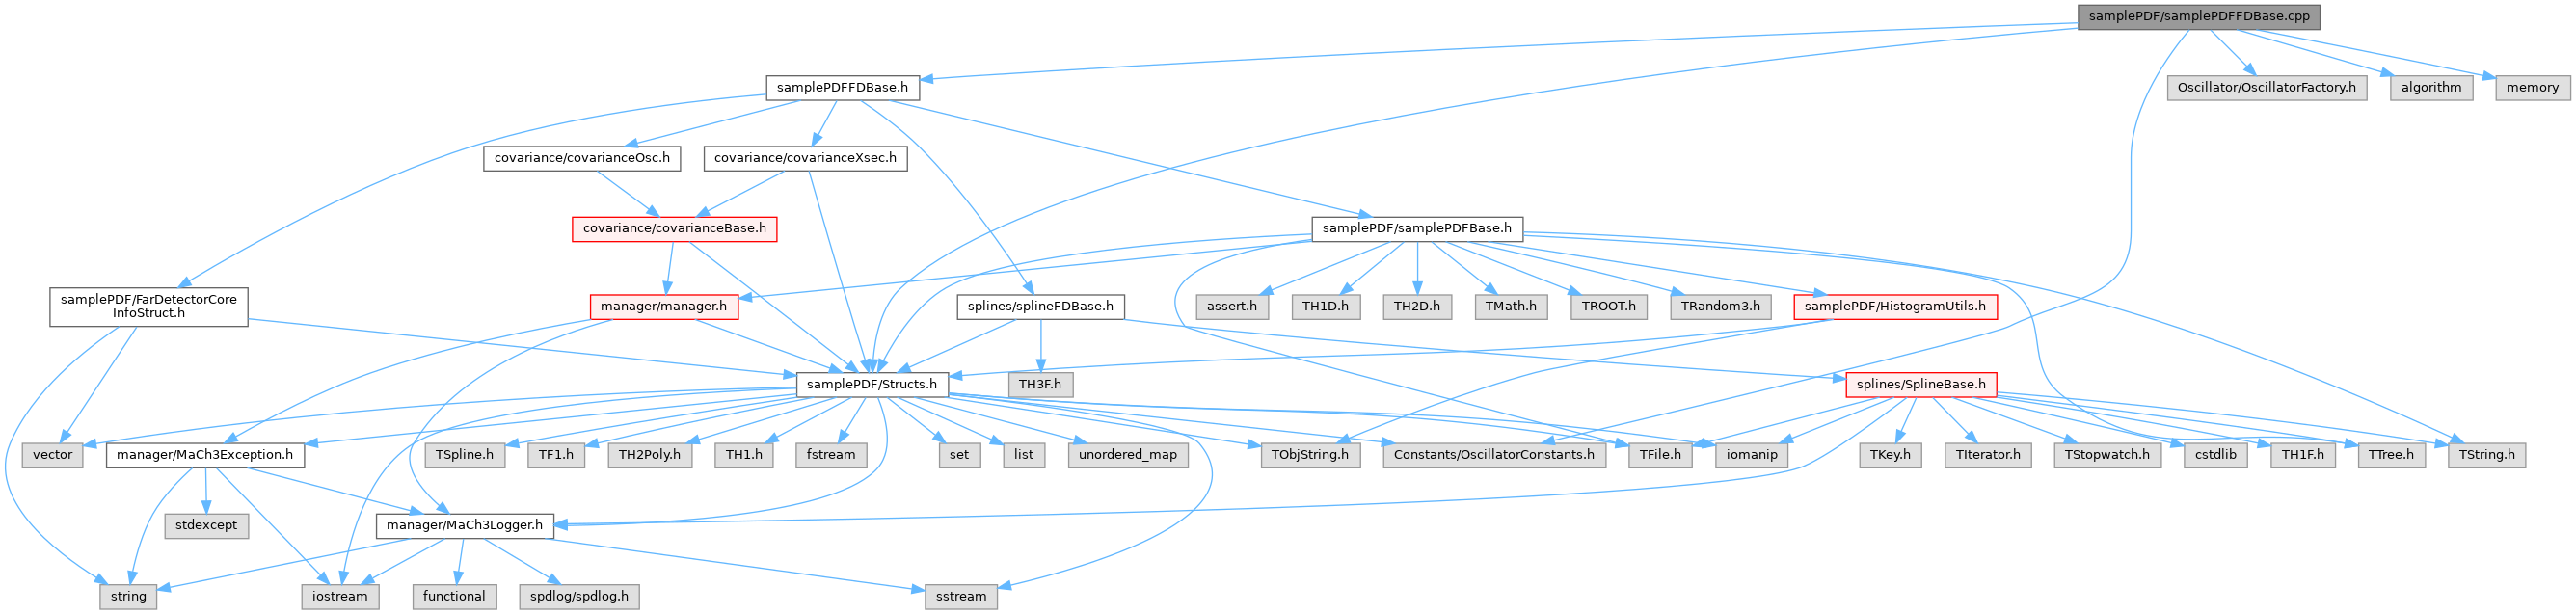 samplePDF/samplePDFFDBase.cpp
samplePDFFDBase.h
Oscillator/OscillatorFactory.h
algorithm
memory
covariance/covarianceOsc.h
covariance/covarianceXsec.h
covariance/covarianceBase.h
samplePDF/samplePDFBase.h
samplePDF/FarDetectorCore
InfoStruct.h
manager/manager.h
splines/splineFDBase.h
assert.h
TH1D.h
TH2D.h
TMath.h
TROOT.h
TRandom3.h
samplePDF/HistogramUtils.h
samplePDF/Structs.h
TH3F.h
splines/SplineBase.h
vector
manager/MaCh3Exception.h
TSpline.h
TF1.h
TH2Poly.h
TH1.h
fstream
set
list
unordered_map
TObjString.h
Constants/OscillatorConstants.h
TFile.h
iomanip
TKey.h
TIterator.h
TStopwatch.h
cstdlib
TH1F.h
TTree.h
TString.h
stdexcept
manager/MaCh3Logger.h
string
iostream
functional
spdlog/spdlog.h
sstream